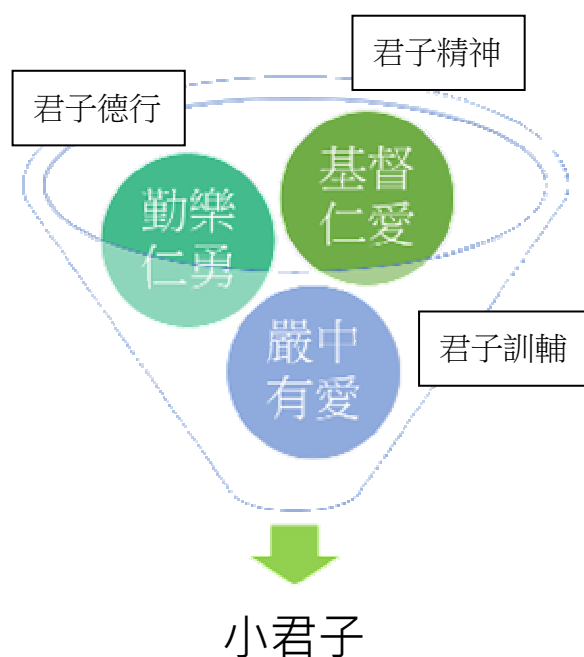 君子精神
君子德行
基督
仁愛
勤樂
仁勇
嚴中
有愛
君子訓輔
小君子